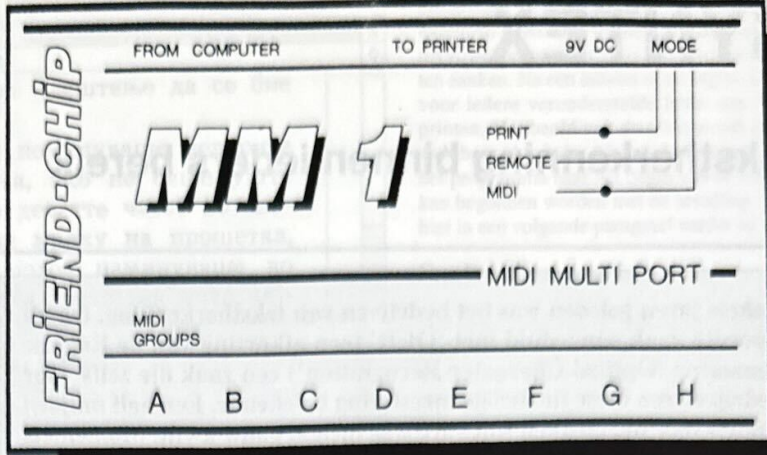 FRIEND-CHIP
FROM COMPUTER TO PRINTER 9V DC MODE
MM 1
PRINT
REMOTE
MIDI
MIDI MULTI PORT
MIDI
GROUPS
A B C D E F G H